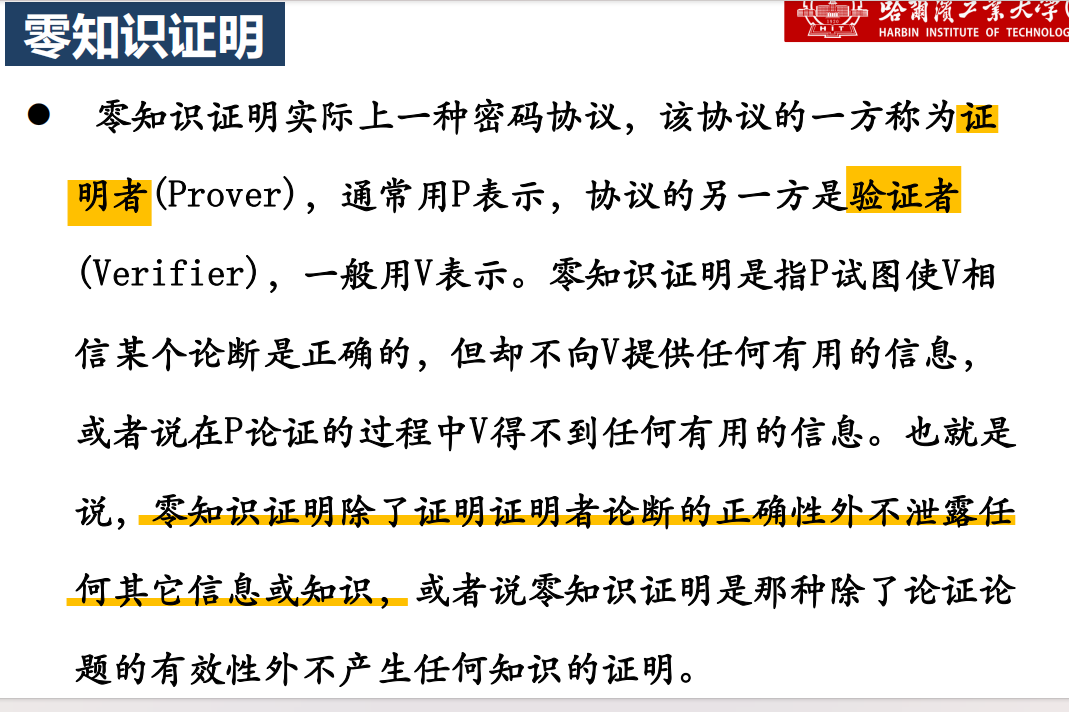 零知识证明
哈爾濱工業大學
HARBIN INSTITUTE OF TECHNOLOG
1920
HIT
● 零知识证明实际上一种密码协议，该协议的一方称为证
明者(Prover)，通常用P表示，协议的另一方是验证者
(Verifier)，一般用V表示。零知识证明是指P试图使V相
信某个论断是正确的，但却不向V提供任何有用的信息，
或者说在P论证的过程中V得不到任何有用的信息。也就是
说，零知识证明除了证明证明者论断的正确性外不泄露任
何其它信息或知识，或者说零知识证明是那种除了论证论
题的有效性外不产生任何知识的证明。